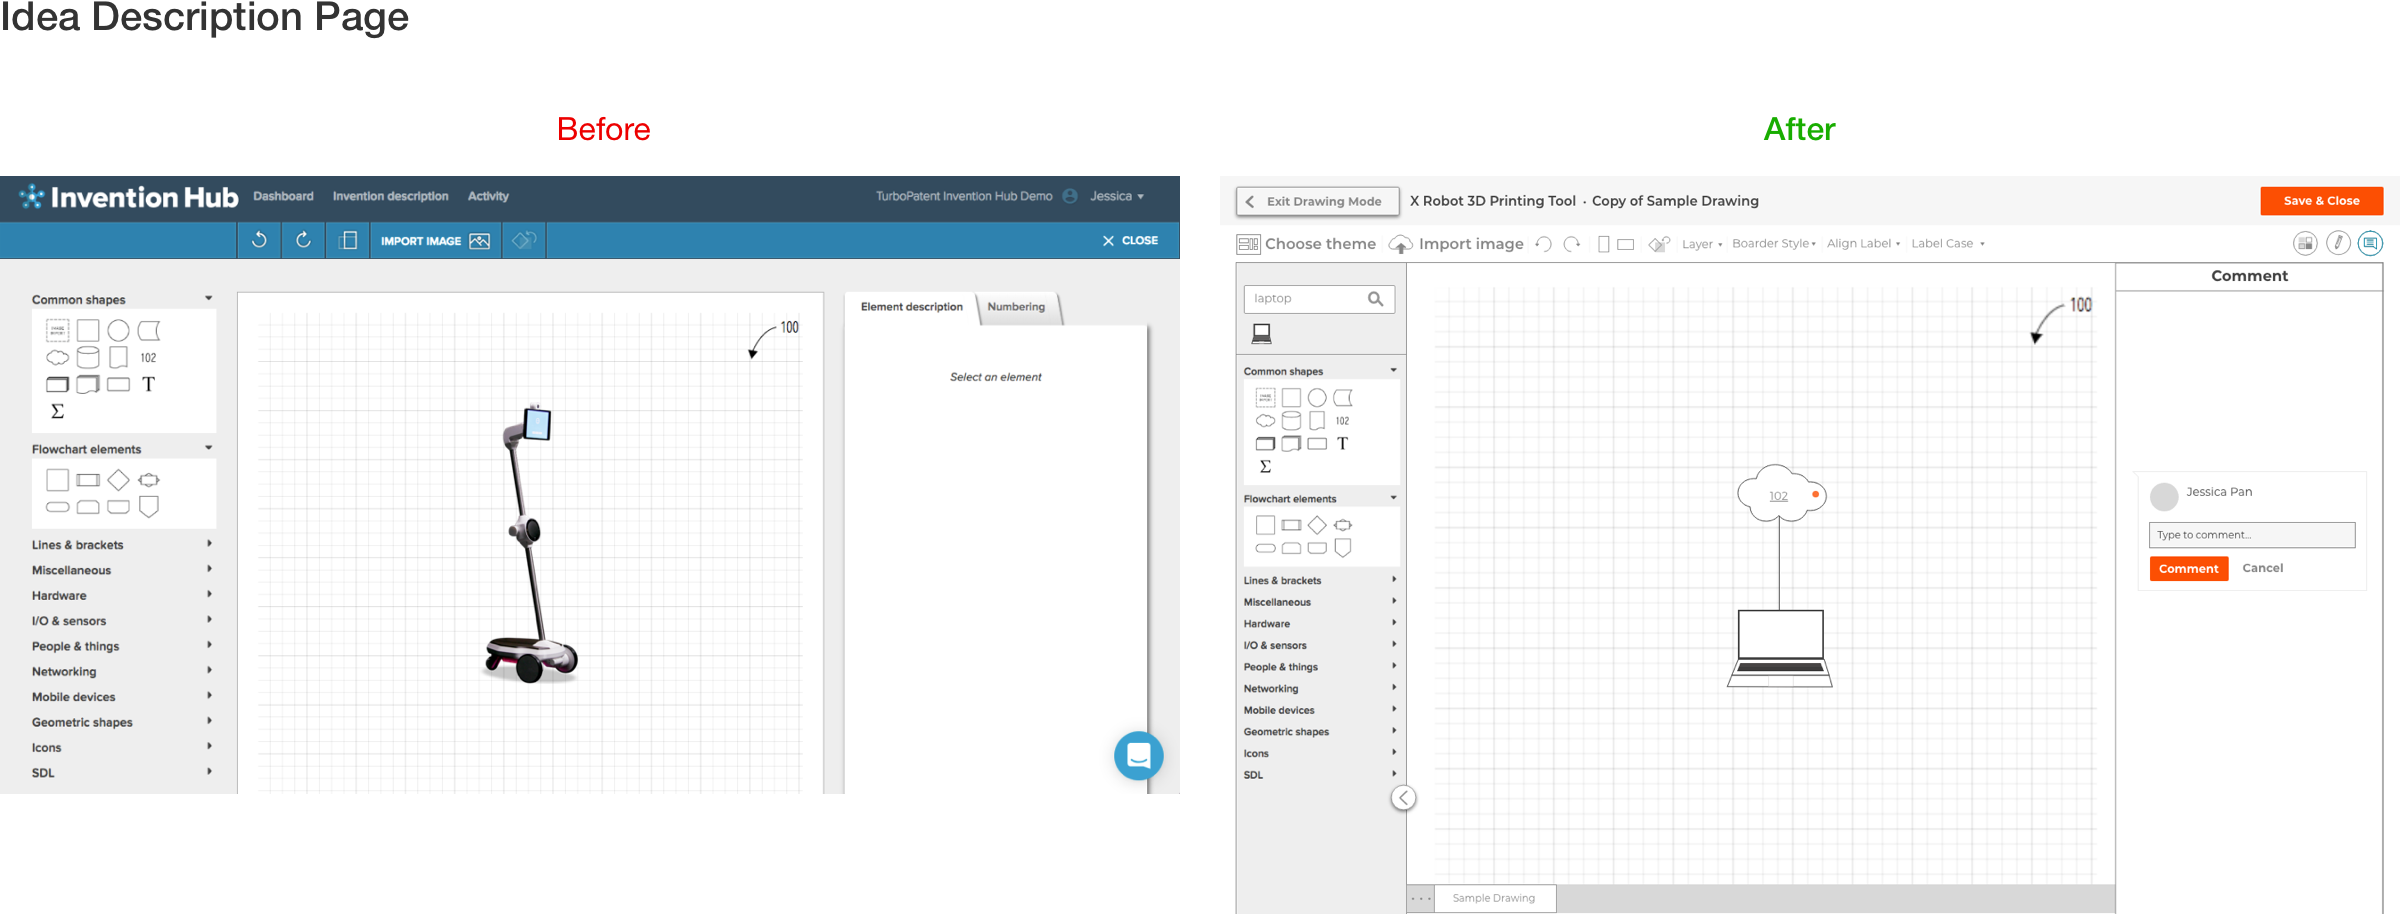 Idea Description Page
Before
After
Invention Hub Dashboard Invention description Activity TurboPatent Invention Hub Demo Jessica
IMPORT IMAGE CLOSE
Common shapes
102
T
Σ
Flowchart elements
Lines & brackets
Miscellaneous
Hardware
I/O & sensors
People & things
Networking
Mobile devices
Geometric shapes
Icons
SDL
100
Element description Numbering
Select an element
Exit Drawing Mode X Robot 3D Printing Tool · Copy of Sample Drawing Save & Close
Choose theme Import image Layer Boarder Style Align Label Label Case
laptop
Common shapes
102
T
Σ
Flowchart elements
Lines & brackets
Miscellaneous
Hardware
I/O & sensors
People & things
Networking
Mobile devices
Geometric shapes
Icons
SDL
100
102
Sample Drawing
Comment
Jessica Pan
Type to comment...
Comment Cancel